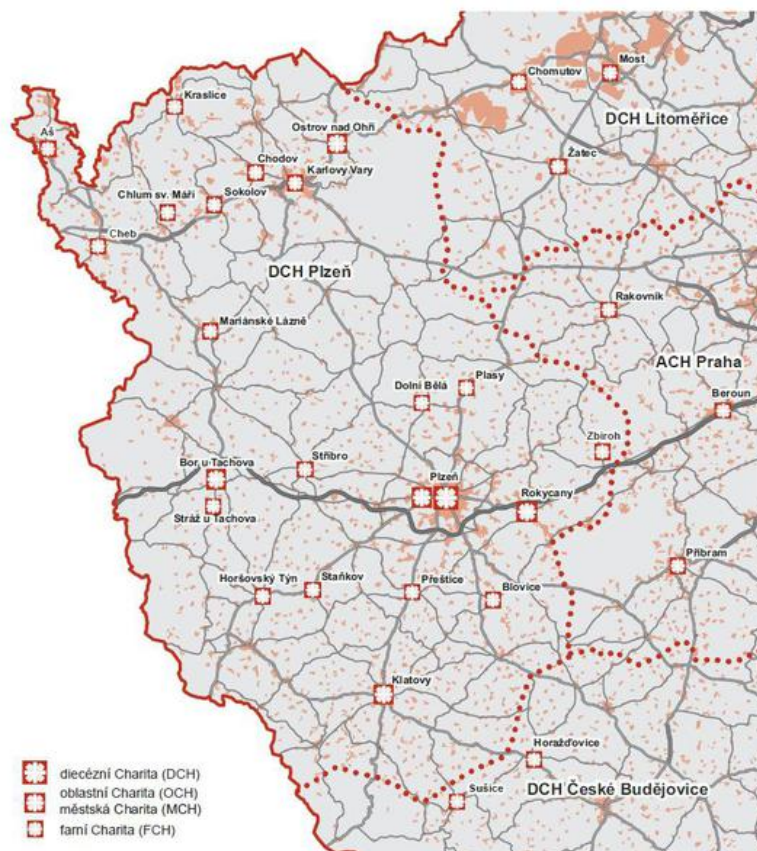 Most
Chomutov
Kraslice
DCH Litoměřice
Ostrov nad Ohří
Aš
Žatec
Chodov
Karlovy Vary
Chlum sv. Máří
Sokolov
Cheb
DCH Plzeň
Rakovník
Mariánské Lázně
ACH Praha
Plasy
Dolní Bělá
Beroun
Zbiroh
Stříbro
Bor u Tachova
Plzeň
Rokycany
Stráž u Tachova
Příbram
Horšovský Týn
Staňkov
Přeštice
Blovice
Klatovy
Horažďovice
Sušice
DCH České Budějovice
diecézní Charita (DCH)
oblastní Charita (OCH)
městská Charita (MCH)
farní Charita (FCH)